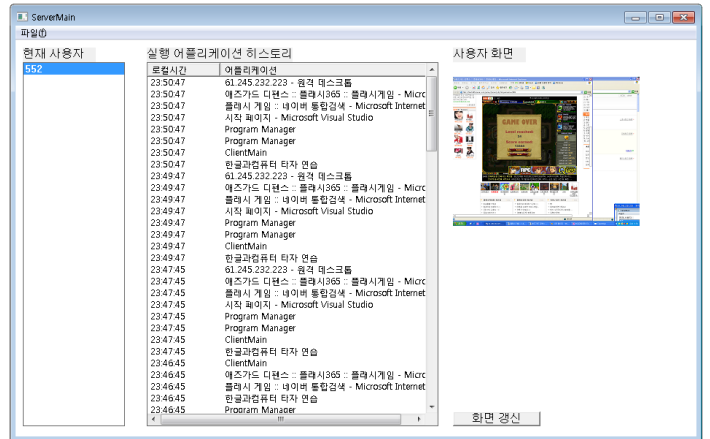 ServerMain
파일(f)
현재 사용자
실행 어플리케이션 히스토리
사용자 화면
552
로컬시간 어플리케이션
23:50:47 61.245.232.223 - 원격 데스크톱
23:50:47 애즈가드 디펜스 :: 플래시365 :: 플래시게임 - Micrc
23:50:47 플래시 게임 :: 네이버 통합검색 - Microsoft Internet
23:50:47 시작 페이지 - Microsoft Visual Studio
23:50:47 Program Manager
23:50:47 Program Manager
23:50:47 ClientMain
23:50:47 한글과컴퓨터 타자 연습
23:49:47 61.245.232.223 - 원격 데스크톱
23:49:47 애즈가드 디펜스 :: 플래시365 :: 플래시게임 - Micrc
23:49:47 플래시 게임 :: 네이버 통합검색 - Microsoft Internet
23:49:47 시작 페이지 - Microsoft Visual Studio
23:49:47 Program Manager
23:49:47 Program Manager
23:49:47 ClientMain
23:49:47 한글과컴퓨터 타자 연습
23:47:45 61.245.232.223 - 원격 데스크톱
23:47:45 애즈가드 디펜스 :: 플래시365 :: 플래시게임 - Micrc
23:47:45 플래시 게임 :: 네이버 통합검색 - Microsoft Internet
23:47:45 시작 페이지 - Microsoft Visual Studio
23:47:45 Program Manager
23:47:45 Program Manager
23:47:45 ClientMain
23:47:45 한글과컴퓨터 타자 연습
23:46:45 ClientMain
23:46:45 애즈가드 디펜스 :: 플래시365 :: 플래시게임 - Micrc
23:46:45 플래시 게임 :: 네이버 통합검색 - Microsoft Internet
23:46:45 한글과컴퓨터 타자 연습
23:46:45 Program Manager
GAME OVER
화면 갱신